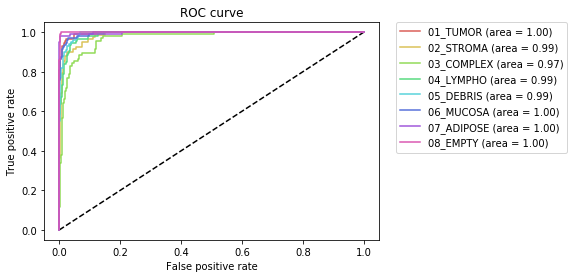 ROC curve
1.0
0.8
0.6
0.4
0.2
0.0
True positive rate
0.0 0.2 0.4 0.6 0.8 1.0
False positive rate
01_TUMOR (area = 1.00)
02_STROMA (area = 0.99)
03_COMPLEX (area = 0.97)
04_LYMPHO (area = 0.99)
05_DEBRIS (area = 0.99)
06_MUCOSA (area = 1.00)
07_ADIPOSE (area = 1.00)
08_EMPTY (area = 1.00)